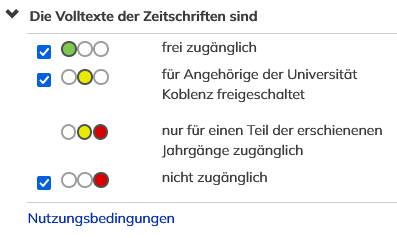 Die Volltexte der Zeitschriften sind
frei zugänglich
für Angehörige der Universität
Koblenz freigeschaltet
nur für einen Teil der erschienenen
Jahrgänge zugänglich
nicht zugänglich
Nutzungsbedingungen